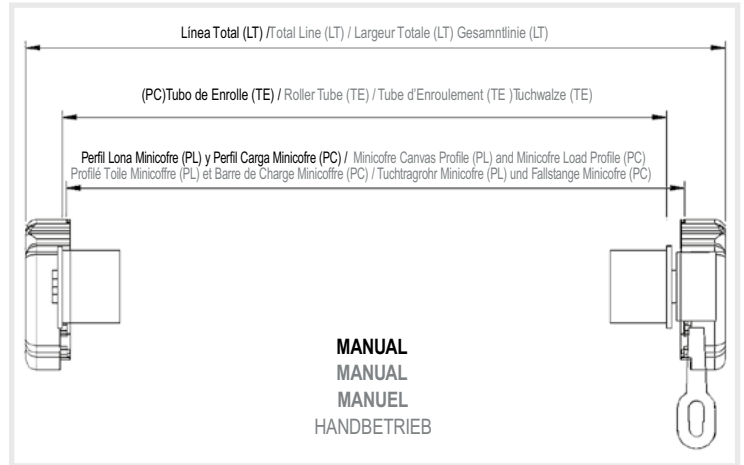 Línea Total (LT) /Total Line (LT) / Largeur Totale (LT) Gesamntlinie (LT)
(PC)Tubo de Enrolle (TE) / Roller Tube (TE) / Tube d'Enroulement (TE )Tuchwalze (TE)
Perfil Lona Minicofre (PL) y Perfil Carga Minicofre (PC) / Minicofre Canvas Profile (PL) and Minicofre Load Profile (PC)
Profilé Toile Minicoffre (PL) et Barre de Charge Minicoffre (PC) / Tuchtragrohr Minicofre (PL) und Fallstange Minicofre (PC)
MANUAL
MANUAL
MANUEL
HANDBETRIEB